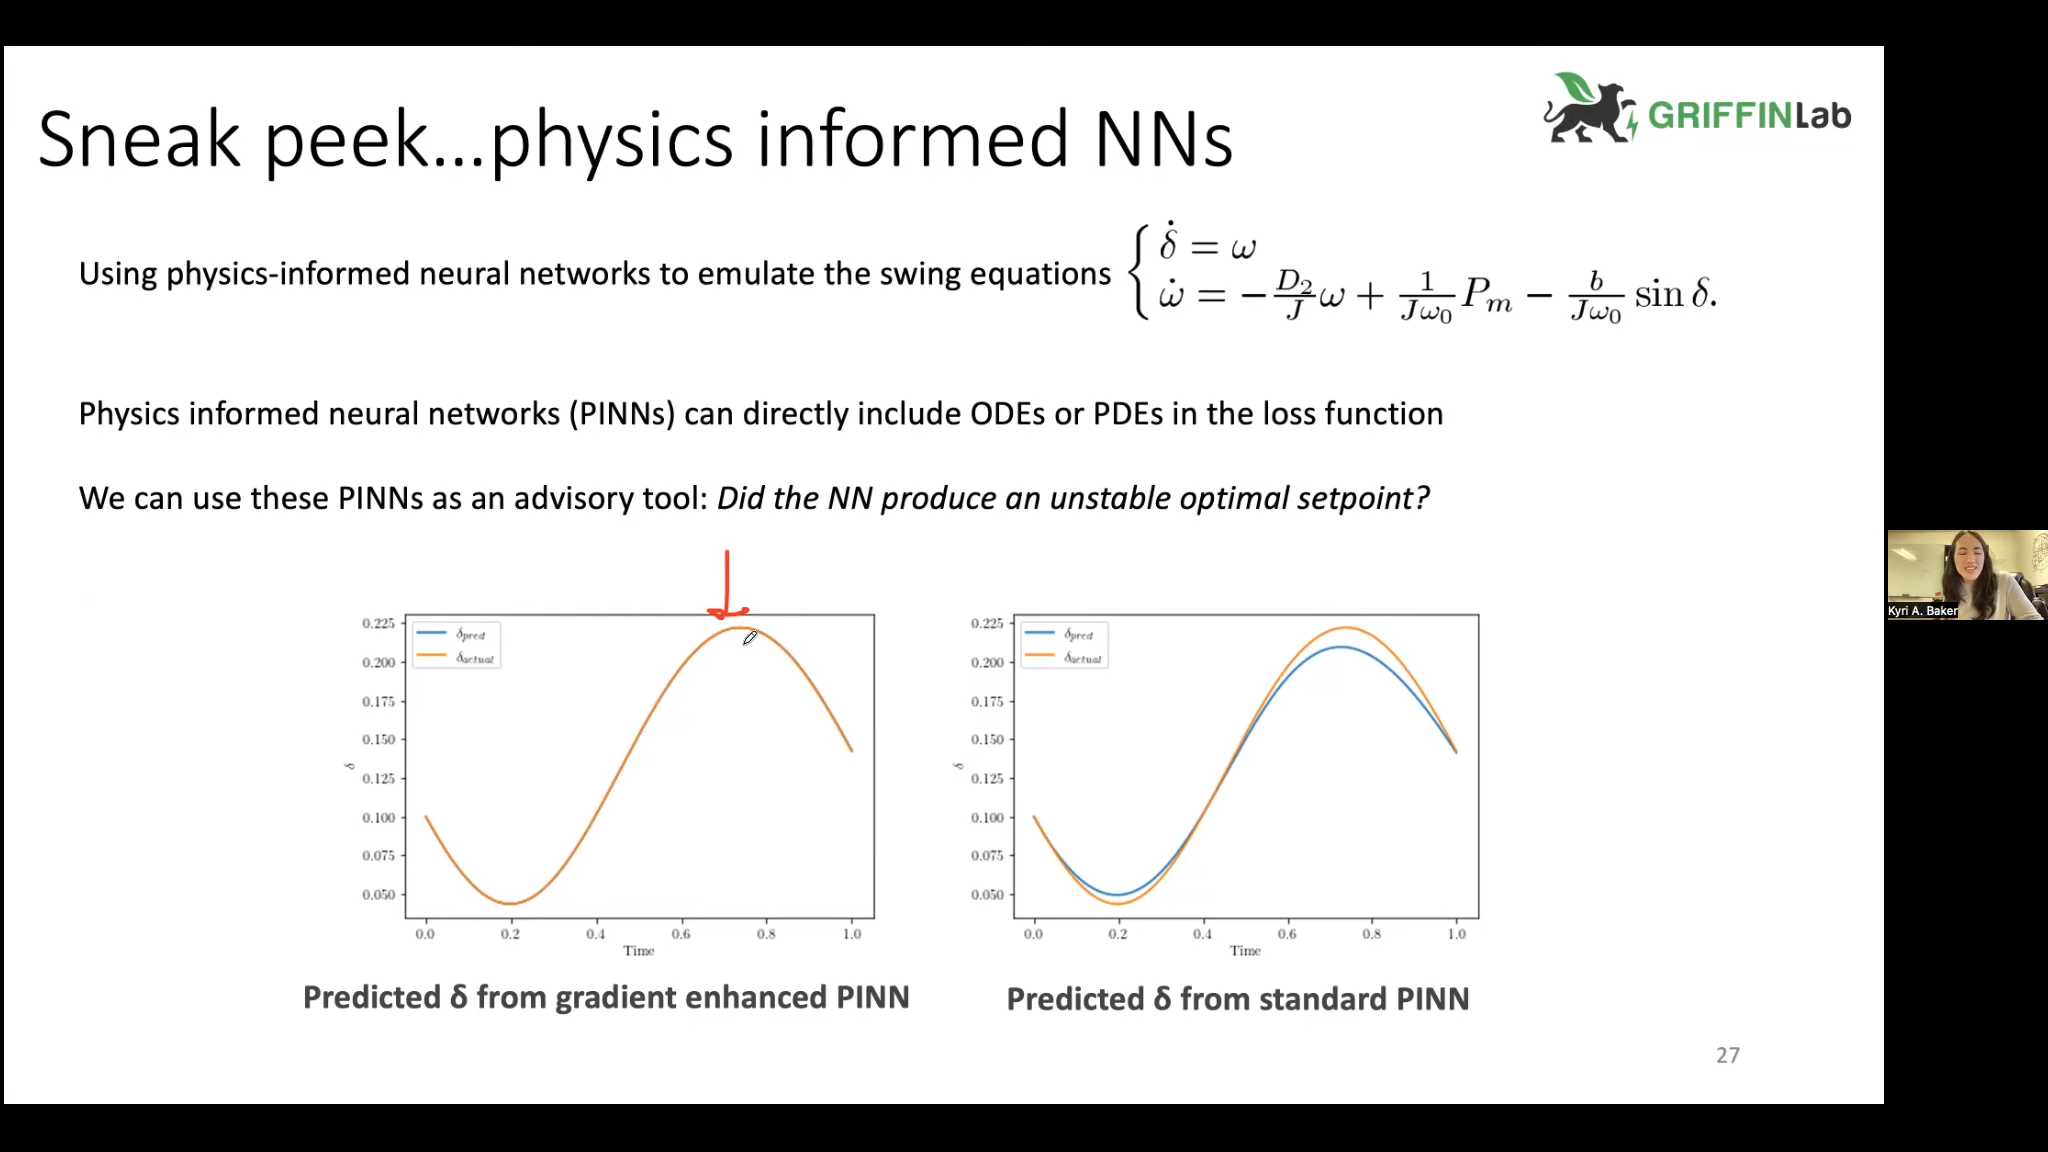 Sneak peek...physics informed NNs
GRIFFINLab
Using physics-informed neural networks to emulate the swing equations
δ̇ = ω
ω̇ = −D₂/J ω + 1/Jω₀ Pₘ − b/Jω₀ sin δ.
Physics informed neural networks (PINNs) can directly include ODEs or PDEs in the loss function
We can use these PINNs as an advisory tool: Did the NN produce an unstable optimal setpoint?
Kyri A. Baker
δpred
δactual
0.225
0.200
0.175
0.150
0.125
0.100
0.075
0.050
δ
0.0 0.2 0.4 0.6 0.8 1.0
Time
Predicted δ from gradient enhanced PINN
δpred
δactual
0.225
0.200
0.175
0.150
0.125
0.100
0.075
0.050
δ
0.0 0.2 0.4 0.6 0.8 1.0
Time
Predicted δ from standard PINN
27